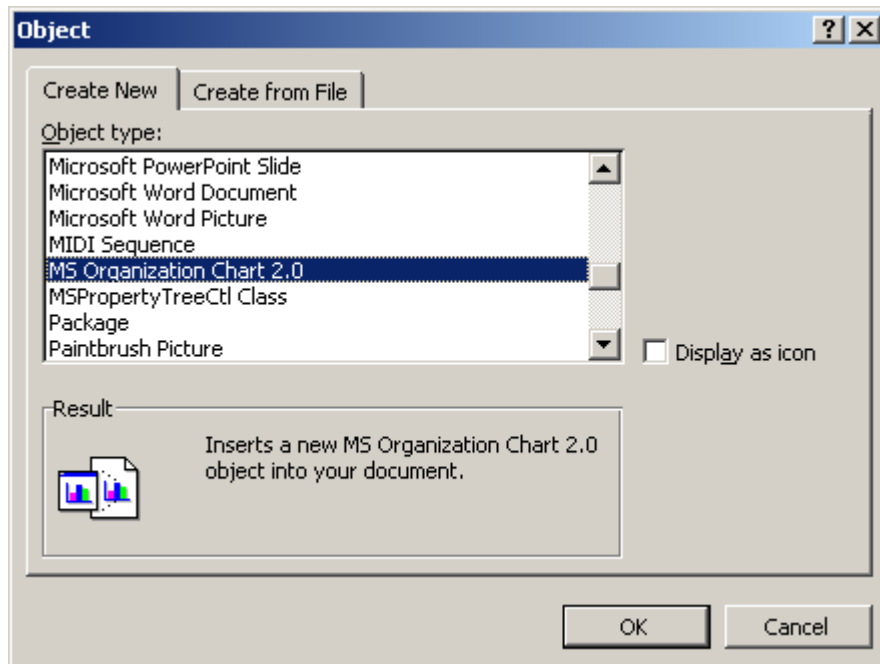 Object
Create New
Create from File
Object type:
Microsoft PowerPoint Slide
Microsoft Word Document
Microsoft Word Picture
MIDI Sequence
MS Organization Chart 2.0
MSPropertyTreeCtl Class
Package
Paintbrush Picture
Display as icon
Result
Inserts a new MS Organization Chart 2.0
object into your document.
OK
Cancel